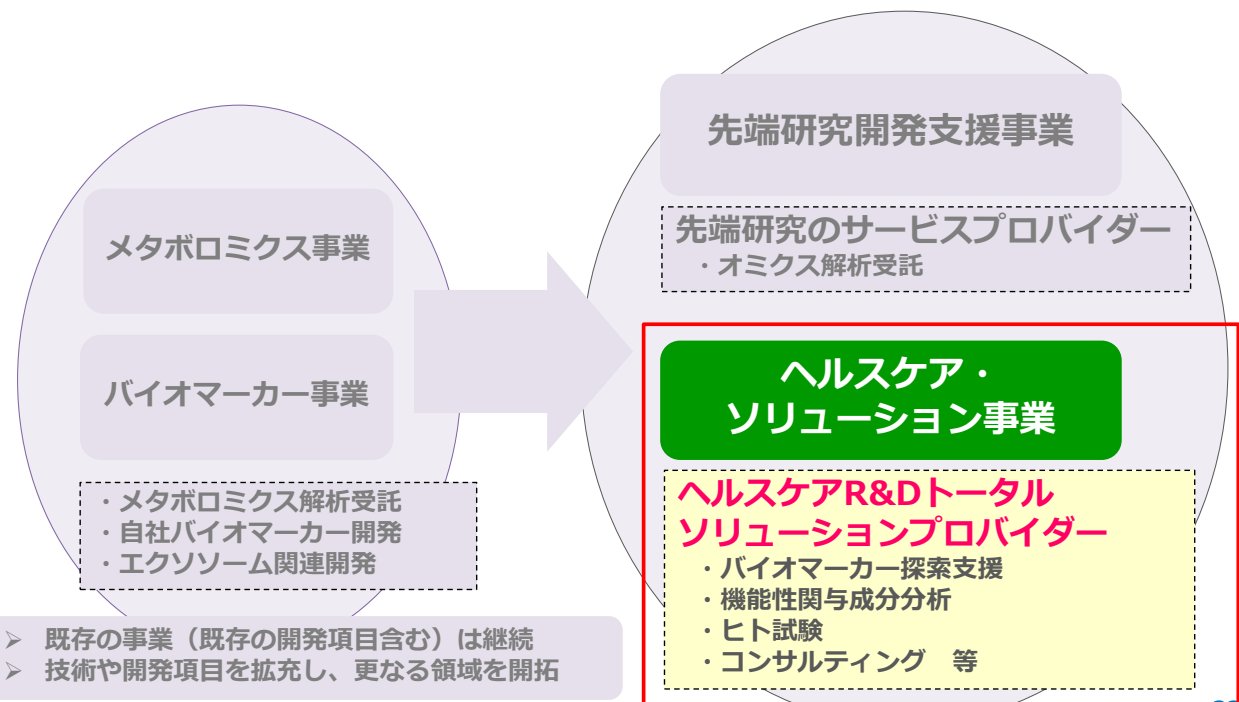 メタボロミクス事業
バイオマーカー事業
・メタボロミクス解析受託
・自社バイオマーカー開発
・エクソソーム関連開発
➢ 既存の事業（既存の開発項目含む）は継続
➢ 技術や開発項目を拡充し、更なる領域を開拓
先端研究開発支援事業
先端研究のサービスプロバイダー
・オミクス解析受託
ヘルスケア・
ソリューション事業
ヘルスケアR&Dトータル
ソリューションプロバイダー
・バイオマーカー探索支援
・機能性関与成分分析
・ヒト試験
・コンサルティング　等